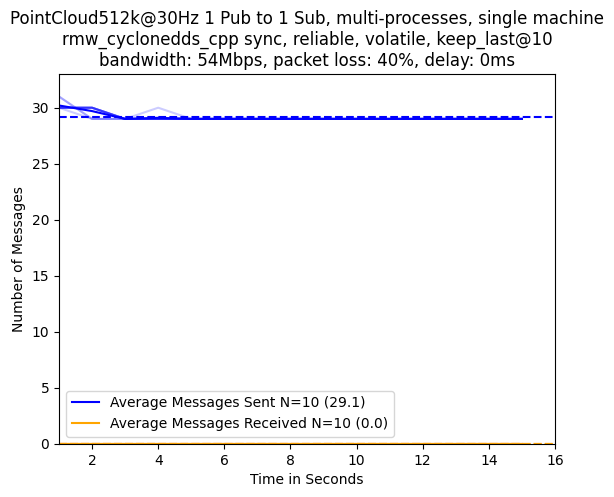 PointCloud512k@30Hz 1 Pub to 1 Sub, multi-processes, single machine
rmw_cyclonedds_cpp sync, reliable, volatile, keep_last@10
bandwidth: 54Mbps, packet loss: 40%, delay: 0ms
30
25
20
15
10
5
0
Number of Messages
Average Messages Sent N=10 (29.1)
Average Messages Received N=10 (0.0)
2 4 6 8 10 12 14 16
Time in Seconds